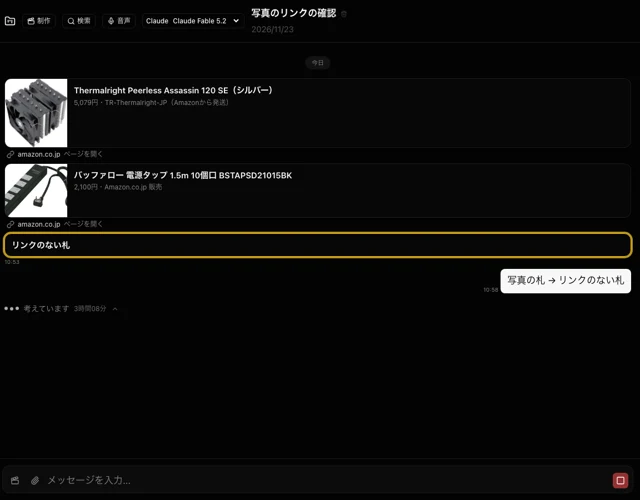 制作 検索 音声 Claude Claude Fable 5.2 写真のリンクの確認
2026/11/23
今日
Thermalright Peerless Assassin 120 SE（シルバー）
5,079円・TR-Thermalright-JP（Amazonから発送）
amazon.co.jp ページを開く
バッファロー 電源タップ 1.5m 10個口 BSTAPSD21015BK
2,100円・Amazon.co.jp 販売
amazon.co.jp ページを開く
リンクのない札
10:53
写真の札 → リンクのない札
10:56
考えています 3時間08分
メッセージを入力...